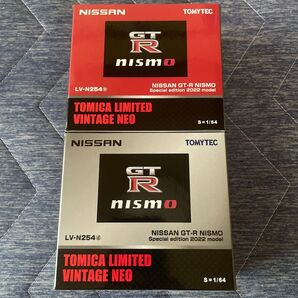 NISSAN TOMYTEC
GT
R
nismo
LV-N254
NISSAN GT-R NISMO
Special edition 2022 model
TOMICA LIMITED
VINTAGE NEO
S=1/64
NISSAN TOMYTEC
GT
R
nismo
LV-N254
NISSAN GT-R NISMO
Special edition 2022 model
TOMICA LIMITED
VINTAGE NEO
S=1/64